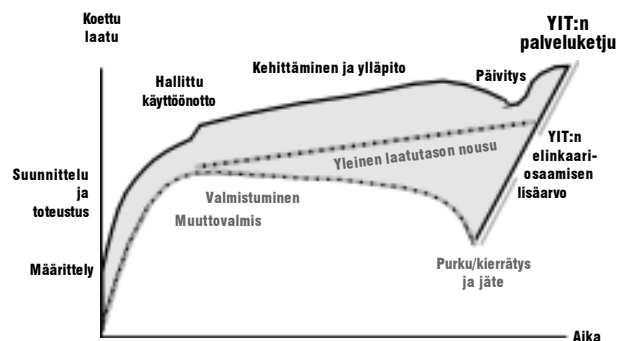 Koettu
laatu
YIT:n
palveluketju
Hallittu
käyttöönotto
Kehittäminen ja ylläpito
Päivitys
Yleinen laatutason nousu
YIT:n
elinkaari-
osaamisen
lisäarvo
Suunnittelu
ja
toteustus
Valmistuminen
Muuttovalmis
Määrittely
Purku/kierrätys
ja jäte
Aika